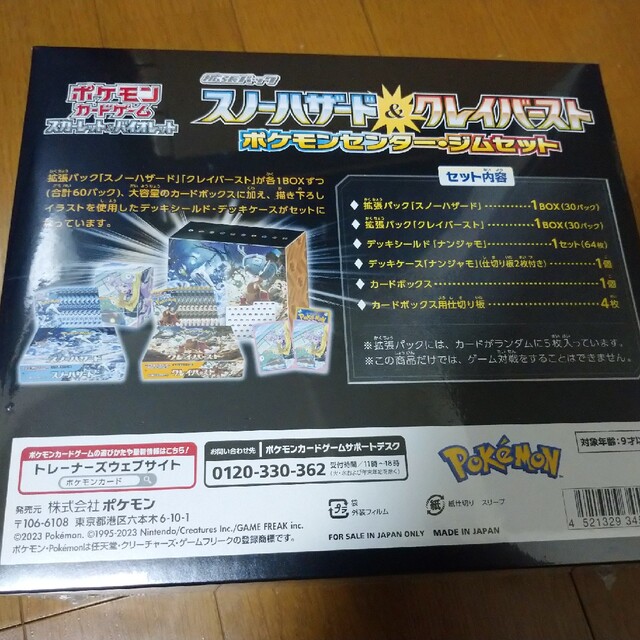 ポケモン
カードゲーム
スカーレット&バイオレット
拡張パック
スノーハザード&クレイバースト
ポケモンセンター・ジムセット
拡張パック「スノーハザード」「クレイバースト」が各1BOXずつ
(合計60パック)、大容量のカードボックスに加え、描き下ろし
イラストを使用したデッキシールド・デッキケースがセットに
なっています。
セット内容
◆拡張パック「スノーハザード」……1BOX(30パック)
◆拡張パック「クレイバースト」……1BOX(30パック)
◆デッキシールド「ナンジャモ」……1セット(64枚)
◆デッキケース「ナンジャモ」(仕切り板2枚付き)……1個
◆カードボックス……1個
◆カードボックス用仕切り板……4枚
※拡張パックには、カードがランダムに5枚入っています。
※この商品だけでは、ゲーム対戦をすることはできません。
スノーハザード
クレイバースト
ポケモンカードゲームの遊びかたや最新情報はこちら!
トレーナーズウェブサイト
ポケモンカード
お問い合わせ先
ポケモンカードゲームサポートデスク
0120-330-362
受付時間/11時〜18時
POKéMON
対象年齢:9才以
発売元 株式会社ポケモン
〒106-6108 東京都港区六本木6-10-1
©2023 Pokémon. ©1995-2023 Nintendo/Creatures Inc./GAME FREAK inc.
ポケモン・Pokémonは任天堂・クリーチャーズ・ゲームフリークの登録商標です。
プラ
袋
外装フィルム
紙
紙仕切り スリーブ
FOR SALE IN JAPAN ONLY
MADE IN JAPAN
4 521329 34